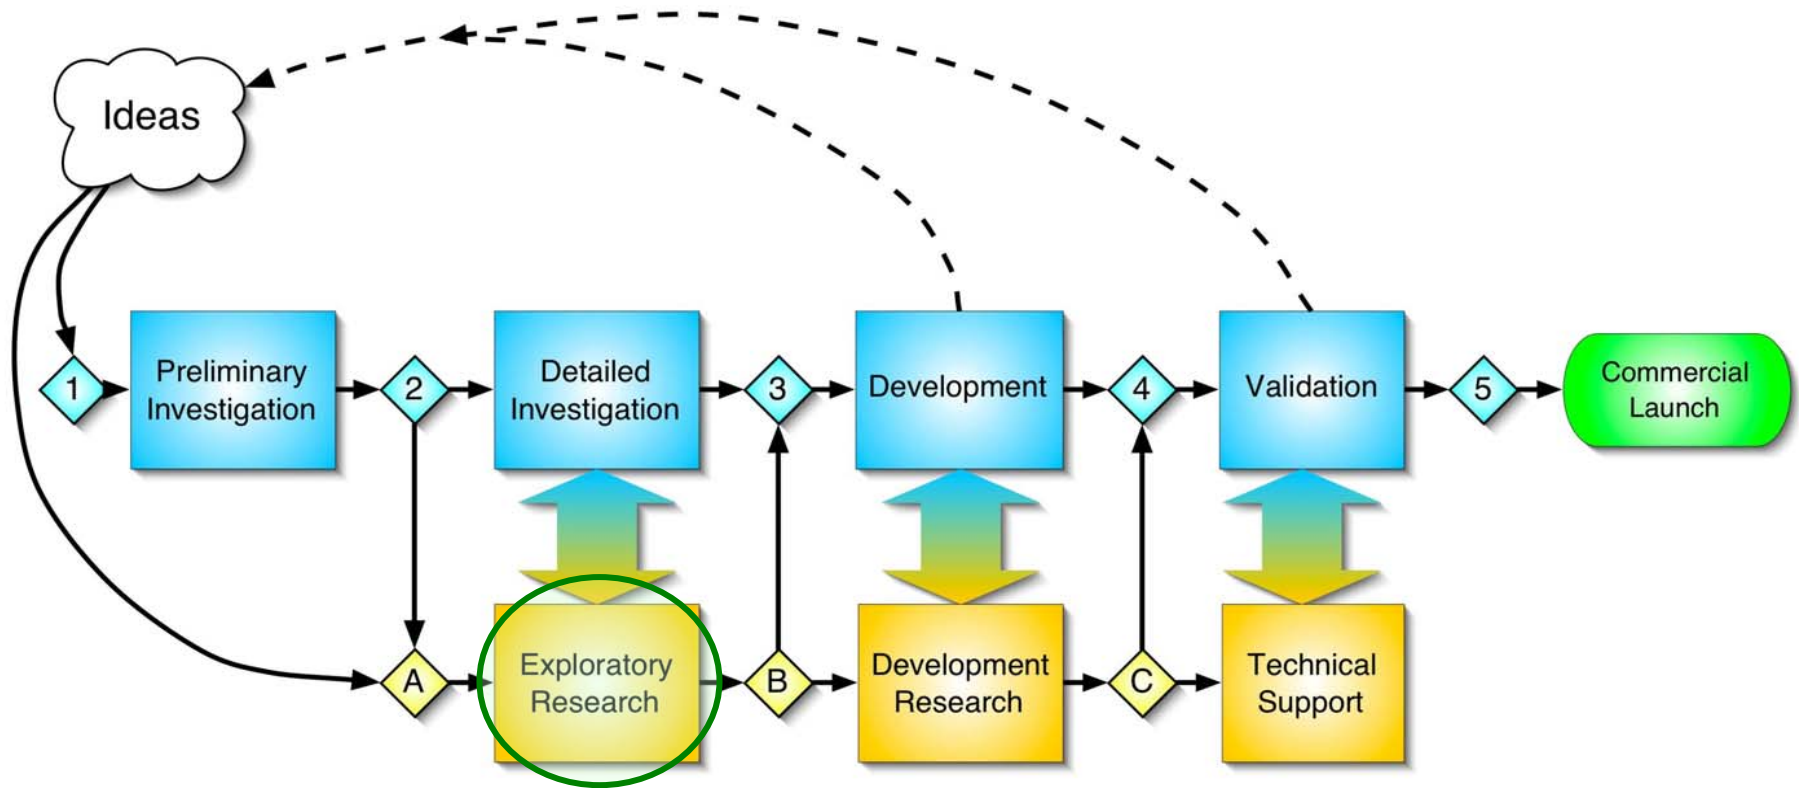 Ideas
1
Preliminary
Investigation
2
Detailed
Investigation
3
Development
4
Validation
5
Commercial
Launch
A
Exploratory
Research
B
Development
Research
C
Technical
Support